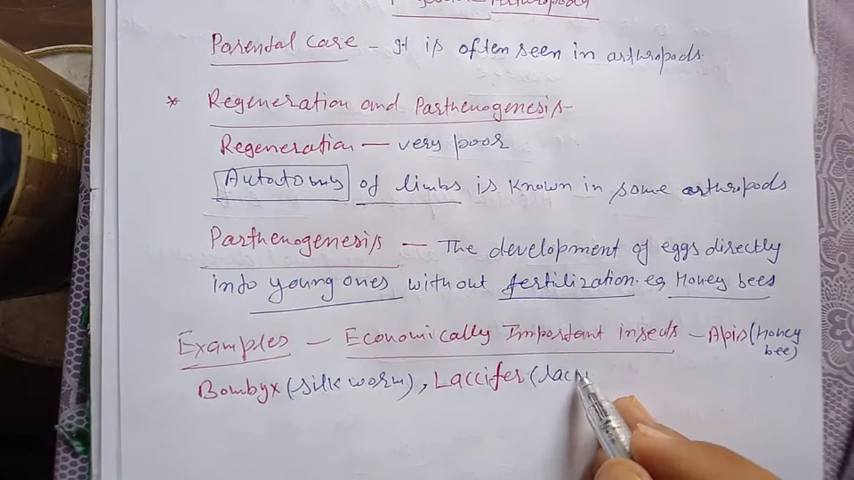 Parental care - It is often seen in arthropods.
* Regeneration and Parthenogenesis-
Regeneration — very poor
Autotomy of limbs is known in some arthropods
Parthenogenesis — The development of eggs directly
into young ones without fertilization. eg Honey bees
Examples - Economically Important insects - Apis (Honey
bee)
Bombyx (silk worm), Laccifer (lac